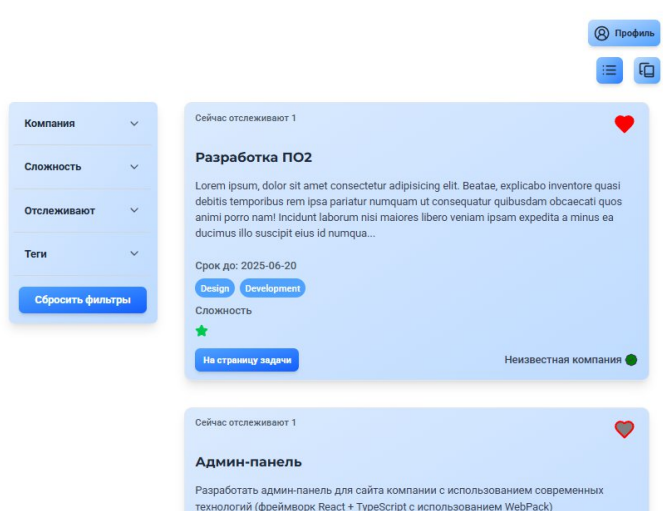 Профиль
Компания
Сложность
Отслеживают
Теги
Сбросить фильтры
Сейчас отслеживают 1
Разработка ПО2
Lorem ipsum, dolor sit amet consectetur adipisicing elit. Beatae, explicabo inventore quasi
debitis temporibus rem ipsa pariatur numquam ut consequatur quibusdam obcaecati quos
animi porro nam! Incidunt laborum nisi maiores libero veniam ipsam expedita a minus ea
ducimus illo suscipit eius id numqua...
Срок до: 2025-06-20
Design Development
Сложность
На страницу задачи
Неизвестная компания
Сейчас отслеживают 1
Админ-панель
Разработать админ-панель для сайта компании с использованием современных
технологий (фреймворк React + TypeScript с использованием WebPack)